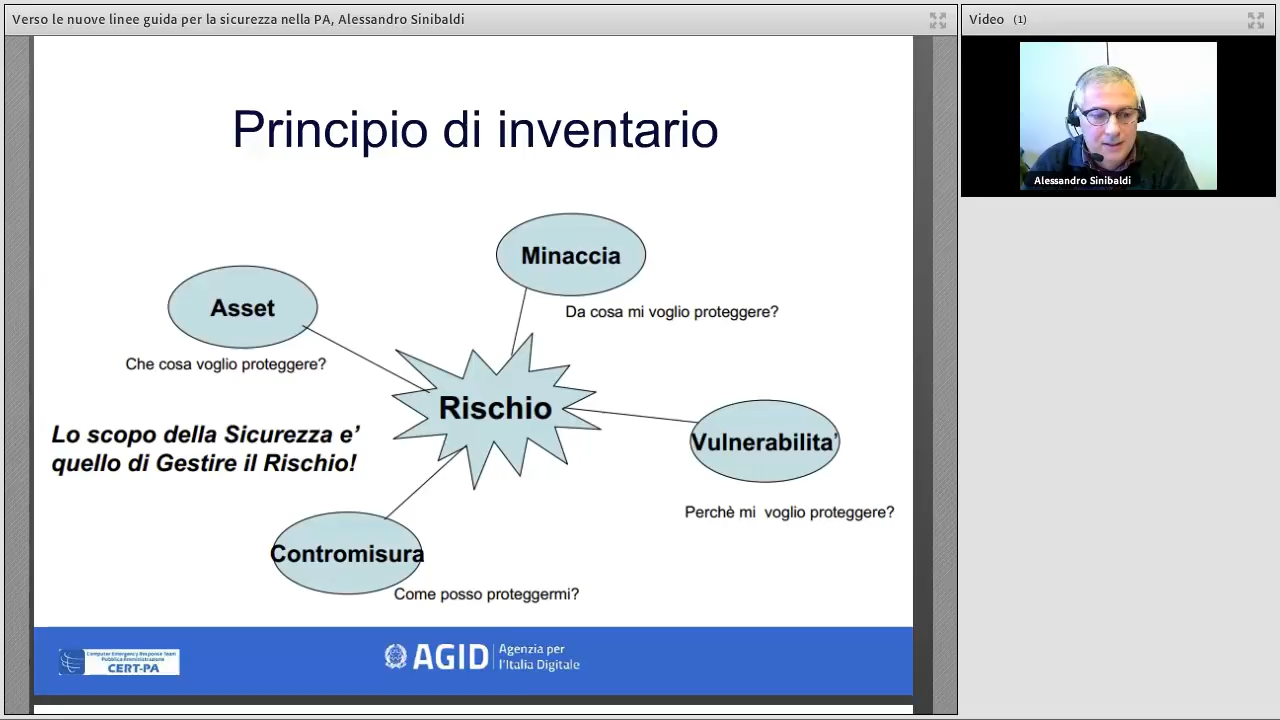 Verso le nuove linee guida per la sicurezza nella PA, Alessandro Sinibaldi
Video (1)
Alessandro Sinibaldi
Principio di inventario
Minaccia
Da cosa mi voglio proteggere?
Asset
Che cosa voglio proteggere?
Rischio
Lo scopo della Sicurezza e’
quello di Gestire il Rischio!
Vulnerabilita’
Perchè mi voglio proteggere?
Contromisura
Come posso proteggermi?
Computer Emergency Response Team
Pubblica Amministrazione
CERT-PA
AGID
Agenzia per
l’Italia Digitale